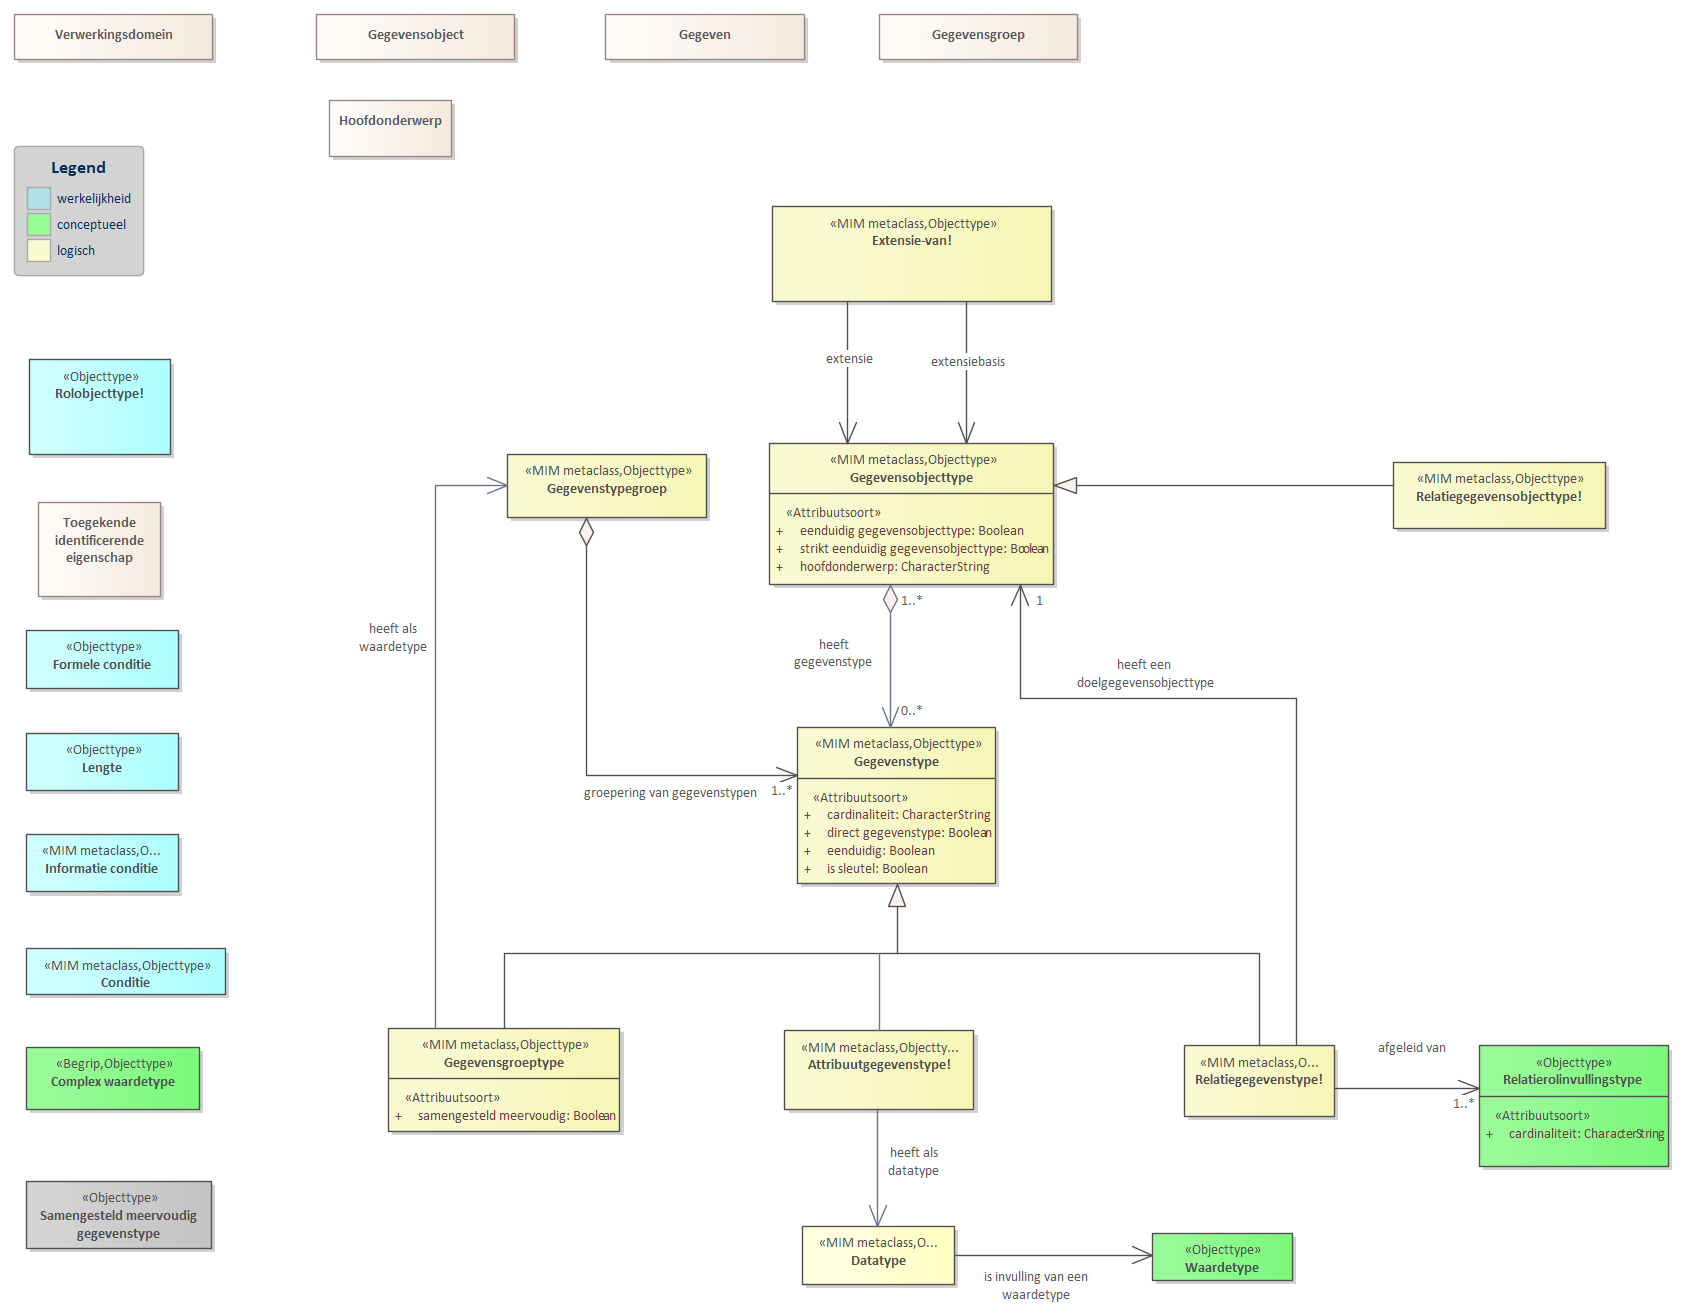 Verwerkingsdomein
Gegevensobject
Gegeven
Gegevensgroep
Hoofdonderwerp
Legend
werkelijkheid
conceptueel
logisch
«MIM metaclass,Objecttype»
Extensie-van!
extensie
extensiebasis
«Objecttype»
Rolobjecttype!
«MIM metaclass,Objecttype»
Gegevenstypegroep
«MIM metaclass,Objecttype»
Gegevensobjecttype
«Attribuutsoort»
+ eenduidig gegevensobjecttype: Boolean
+ strikt eenduidig gegevensobjecttype: Boolean
+ hoofdonderwerp: CharacterString
«MIM metaclass,Objecttype»
Relatiegegevensobjecttype!
Toegekende
identificerende
eigenschap
1..*
1
heeft als
waardetype
heeft
gegevenstype
heeft een
doelgegevensobjecttype
«Objecttype»
Formele conditie
0..*
«Objecttype»
Lengte
«MIM metaclass,Objecttype»
Gegevenstype
«Attribuutsoort»
+ cardinaliteit: CharacterString
+ direct gegevenstype: Boolean
+ eenduidig: Boolean
+ is sleutel: Boolean
groepering van gegevenstypen
1..*
«MIM metaclass,O...
Informatie conditie
«MIM metaclass,Objecttype»
Conditie
«Begrip,Objecttype»
Complex waardetype
«MIM metaclass,Objecttype»
Gegevensgroeptype
«Attribuutsoort»
+ samengesteld meervoudig: Boolean
«MIM metaclass,Objectty...
Attribuutgegevenstype!
«MIM metaclass,O...
Relatiegegevenstype!
afgeleid van
1..*
«Objecttype»
Relatierolinvullingstype
«Attribuutsoort»
+ cardinaliteit: CharacterString
heeft als
datatype
«Objecttype»
Samengesteld meervoudig
gegevenstype
«MIM metaclass,O...
Datatype
is invulling van een
waardetype
«Objecttype»
Waardetype